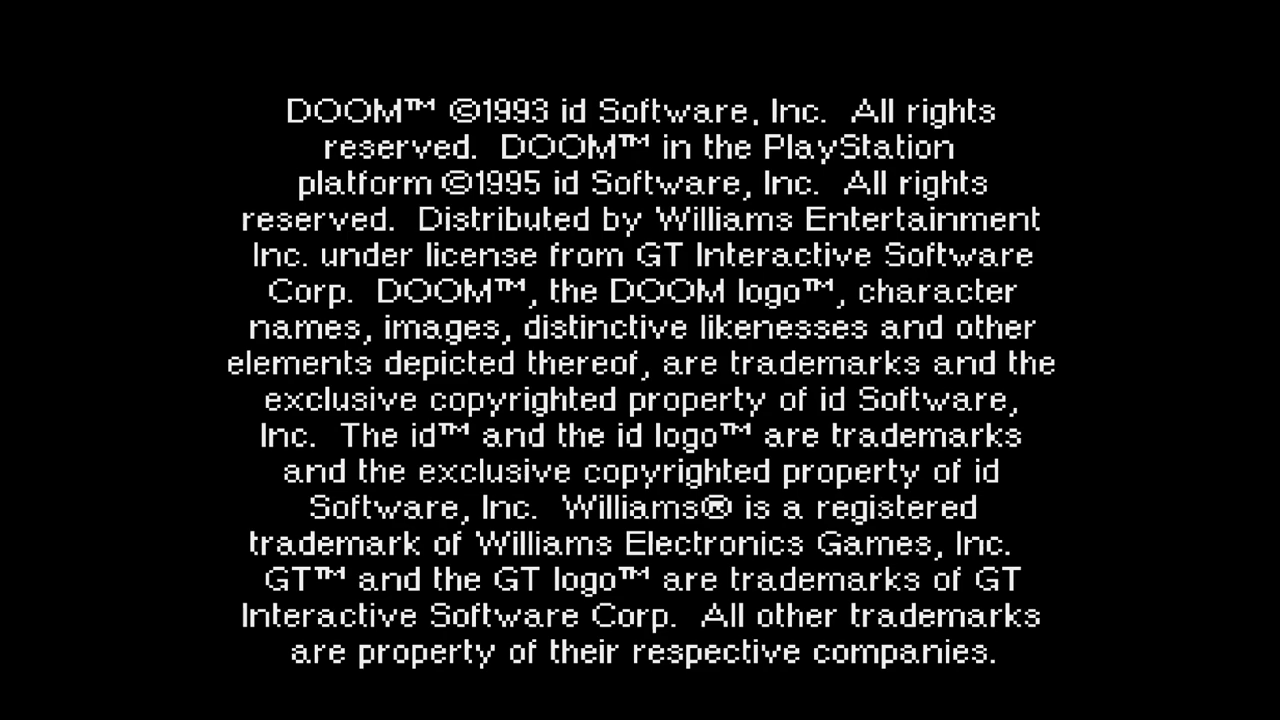 DOOM™ ©1993 id Software, Inc.  All rights
reserved.  DOOM™ in the PlayStation
platform ©1995 id Software, Inc.  All rights
reserved.  Distributed by Williams Entertainment
Inc. under license from GT Interactive Software
Corp.  DOOM™, the DOOM logo™, character
names, images, distinctive likenesses and other
elements depicted thereof, are trademarks and the
exclusive copyrighted property of id Software,
Inc.  The id™ and the id logo™ are trademarks
and the exclusive copyrighted property of id
Software, Inc.  Williams® is a registered
trademark of Williams Electronics Games, Inc.
GT™ and the GT logo™ are trademarks of GT
Interactive Software Corp.  All other trademarks
are property of their respective companies.